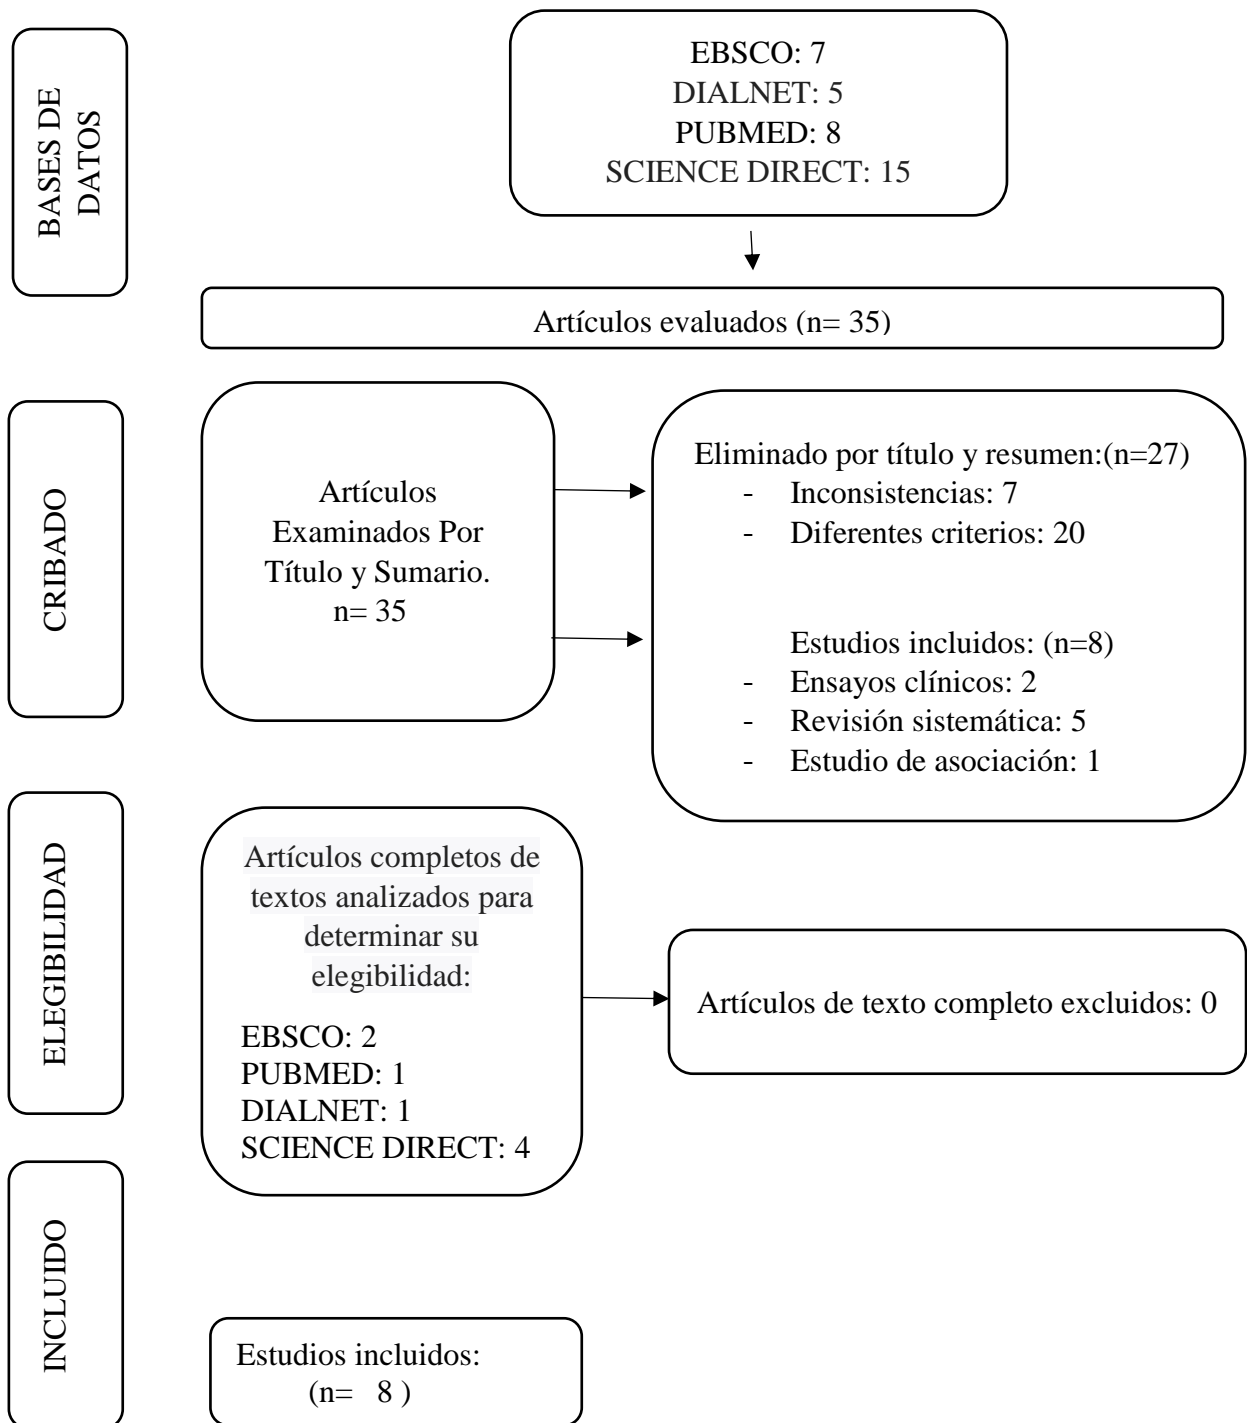 BASES DE
DATOS
EBSCO: 7
DIALNET: 5
PUBMED: 8
SCIENCE DIRECT: 15
Artículos evaluados (n= 35)
CRIBADO
Artículos
Examinados Por
Título y Sumario.
n= 35
Eliminado por título y resumen:(n=27)
- Inconsistencias: 7
- Diferentes criterios: 20
Estudios incluidos: (n=8)
- Ensayos clínicos: 2
- Revisión sistemática: 5
- Estudio de asociación: 1
ELEGIBILIDAD
Artículos completos de
textos analizados para
determinar su
elegibilidad:
EBSCO: 2
PUBMED: 1
DIALNET: 1
SCIENCE DIRECT: 4
Artículos de texto completo excluidos: 0
INCLUIDO
Estudios incluidos:
(n= 8 )